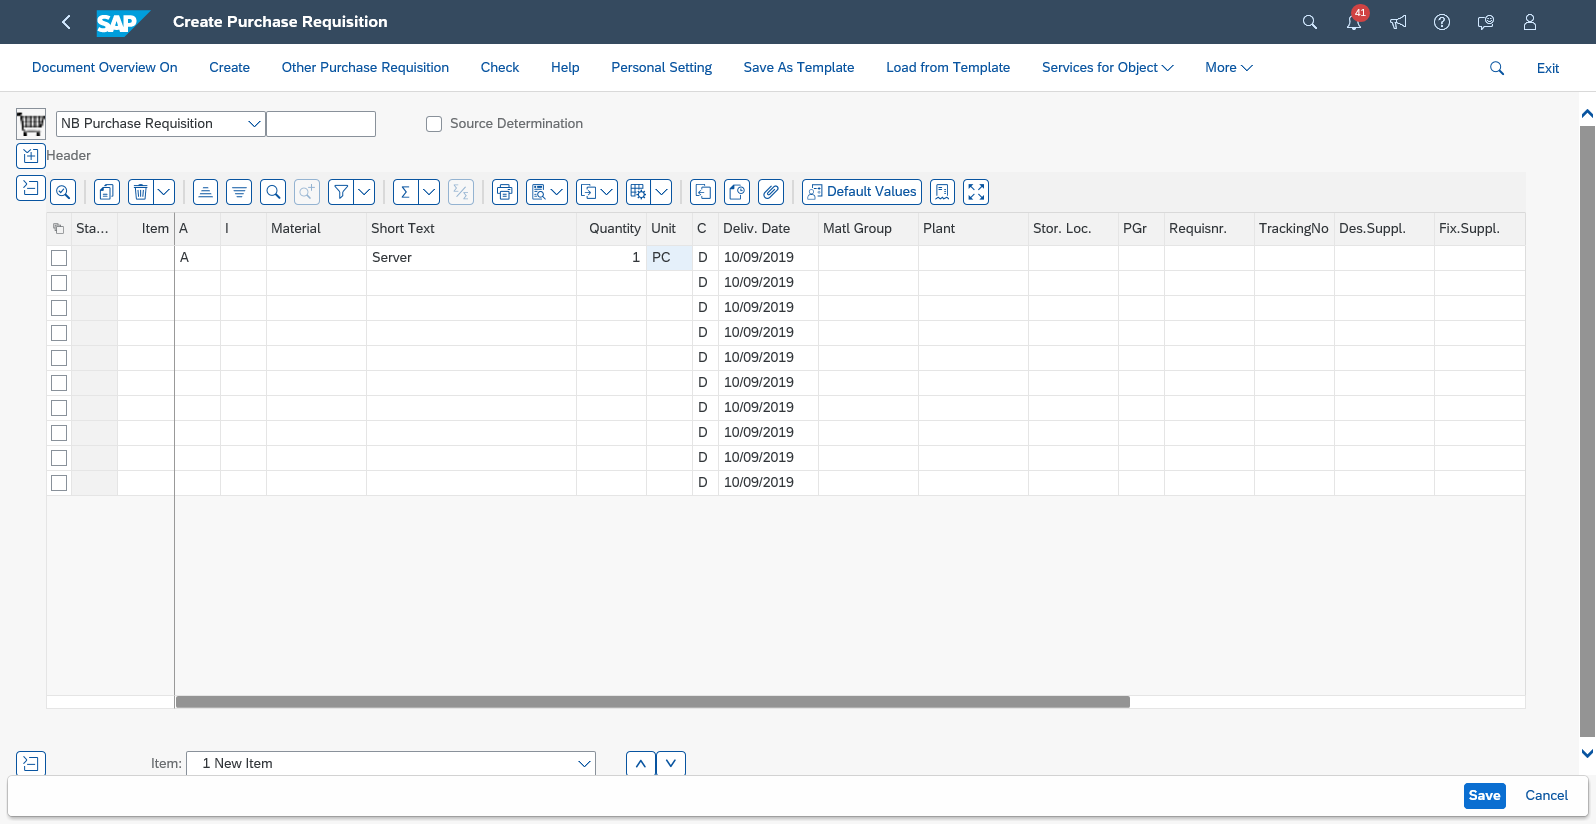 SAP Create Purchase Requisition 41
Document Overview On Create Other Purchase Requisition Check Help Personal Setting Save As Template Load from Template Services for Object More Exit
NB Purchase Requisition Source Determination
Header
Default Values
Sta... Item A I Material Short Text Quantity Unit C Deliv. Date Matl Group Plant Stor. Loc. PGr Requisnr. TrackingNo Des.Suppl. Fix.Suppl.
A Server 1 PC D 10/09/2019
D 10/09/2019
D 10/09/2019
D 10/09/2019
D 10/09/2019
D 10/09/2019
D 10/09/2019
D 10/09/2019
D 10/09/2019
D 10/09/2019
Item: 1 New Item
Save Cancel